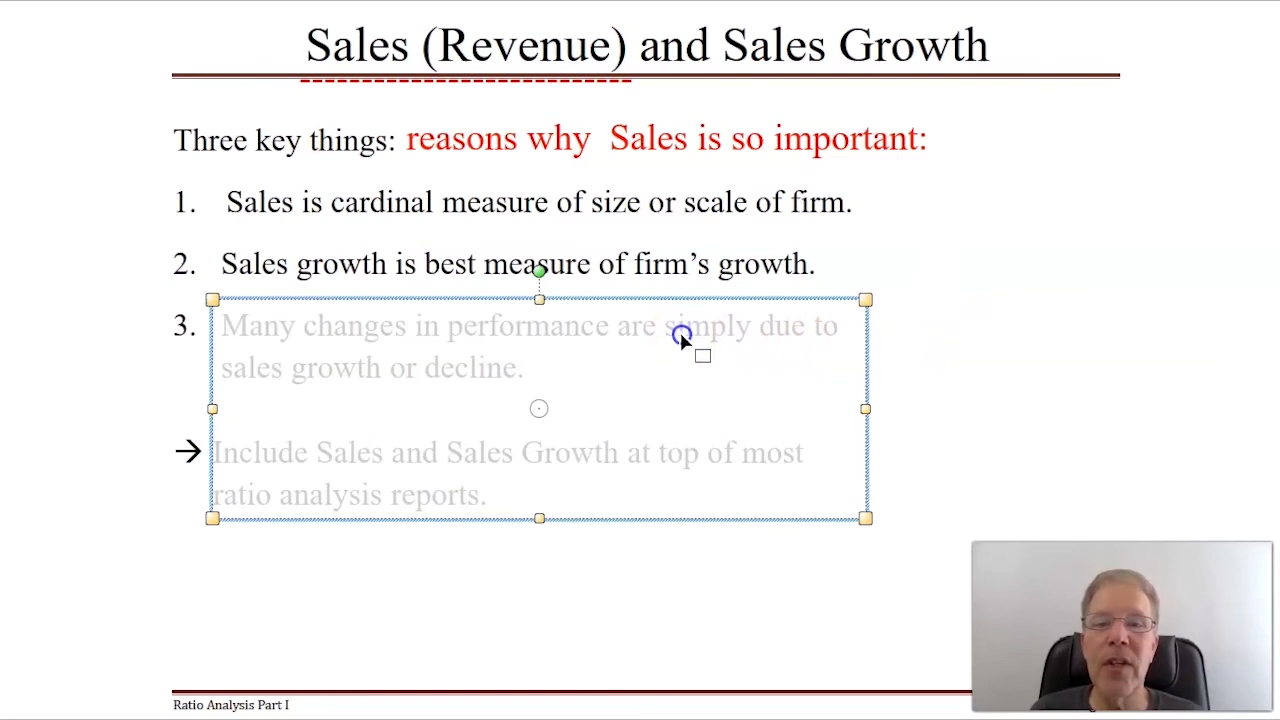 Sales (Revenue) and Sales Growth
Three key things: reasons why Sales is so important:
1. Sales is cardinal measure of size or scale of firm.
2. Sales growth is best measure of firm's growth.
3. Many changes in performance are simply due to
sales growth or decline.
→ Include Sales and Sales Growth at top of most
ratio analysis reports.
Ratio Analysis Part I